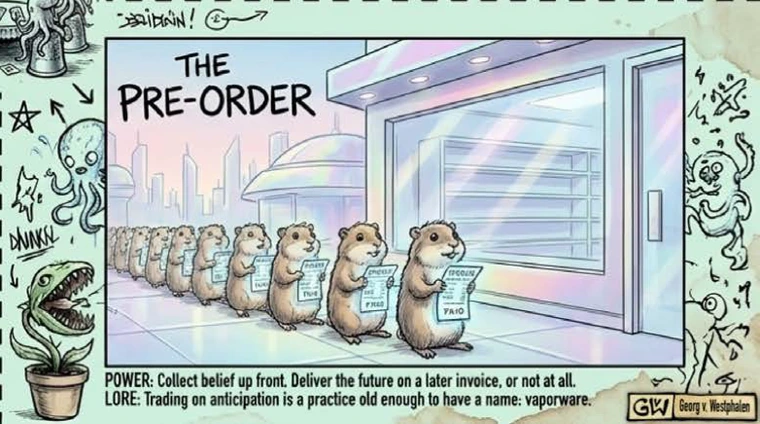 THE
PRE-ORDER
PAID
POWER: Collect belief up front. Deliver the future on a later invoice, or not at all.
LORE: Trading on anticipation is a practice old enough to have a name: vaporware.
GW Georg v. Westphalen